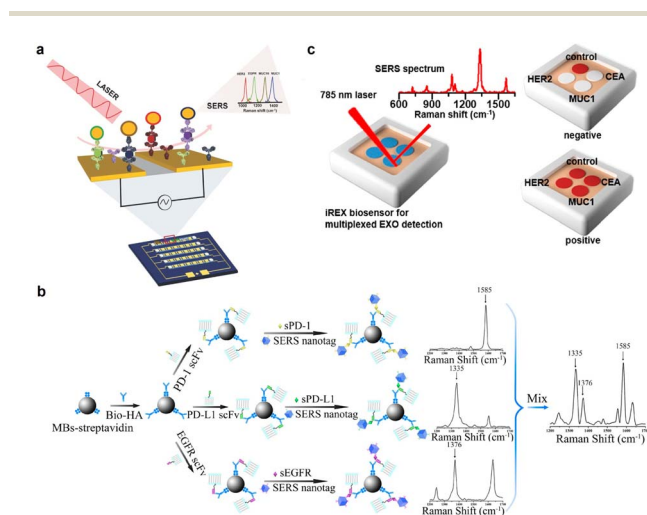 a
LASER
SERS
Raman shift (cm⁻¹)
c
SERS spectrum
785 nm laser
600
900
1200
1500
Raman shift (cm⁻¹)
iREX biosensor for
multiplexed EXO detection
control
HER2
CEA
MUC1
negative
control
HER2
CEA
MUC1
positive
b
MBs-streptavidin
Bio-HA
PD-1 scFv
sPD-1
SERS nanotag
PD-L1 scFv
sPD-L1
SERS nanotag
EGFR scFv
sEGFR
SERS nanotag
1585
Raman Shift (cm⁻¹)
1335
Raman Shift (cm⁻¹)
1376
Raman Shift (cm⁻¹)
Mix
1335
1376
1585
Raman Shift (cm⁻¹)